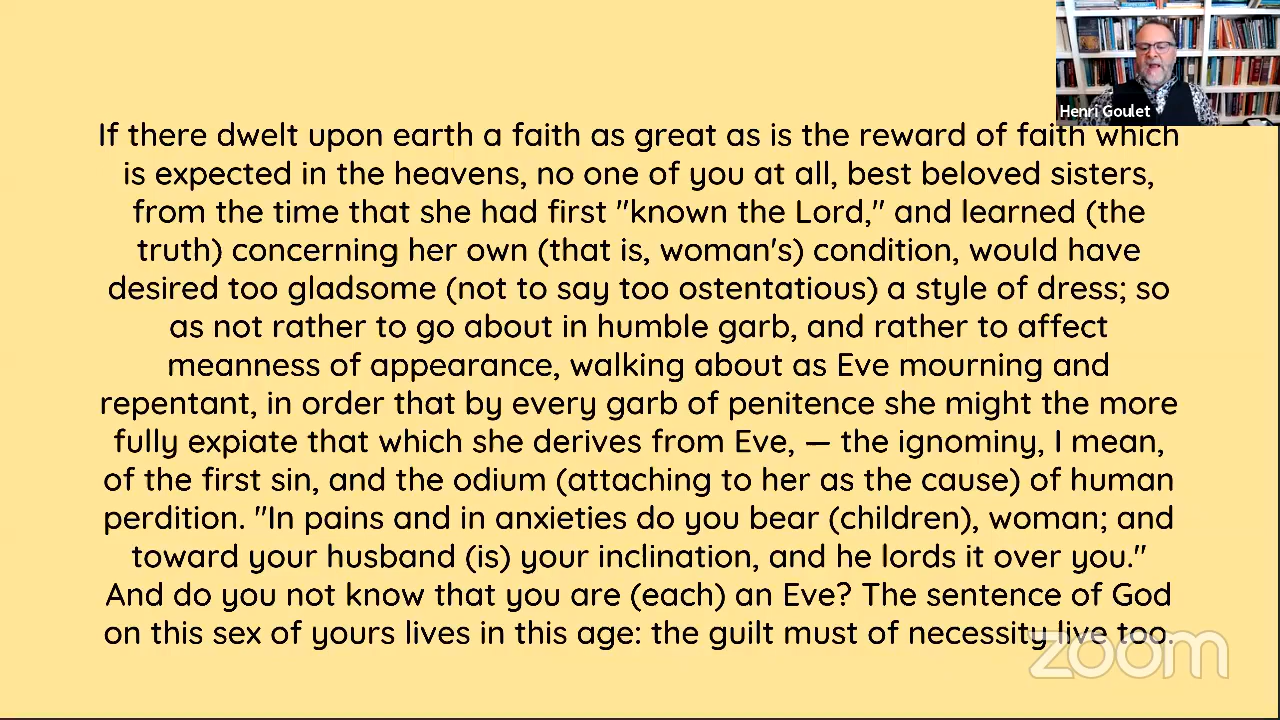 Henri Goulet
If there dwelt upon earth a faith as great as is the reward of faith which
is expected in the heavens, no one of you at all, best beloved sisters,
from the time that she had first "known the Lord," and learned (the
truth) concerning her own (that is, woman's) condition, would have
desired too gladsome (not to say too ostentatious) a style of dress; so
as not rather to go about in humble garb, and rather to affect
meanness of appearance, walking about as Eve mourning and
repentant, in order that by every garb of penitence she might the more
fully expiate that which she derives from Eve, — the ignominy, I mean,
of the first sin, and the odium (attaching to her as the cause) of human
perdition. "In pains and in anxieties do you bear (children), woman; and
toward your husband (is) your inclination, and he lords it over you."
And do you not know that you are (each) an Eve? The sentence of God
on this sex of yours lives in this age: the guilt must of necessity live too.
zoom